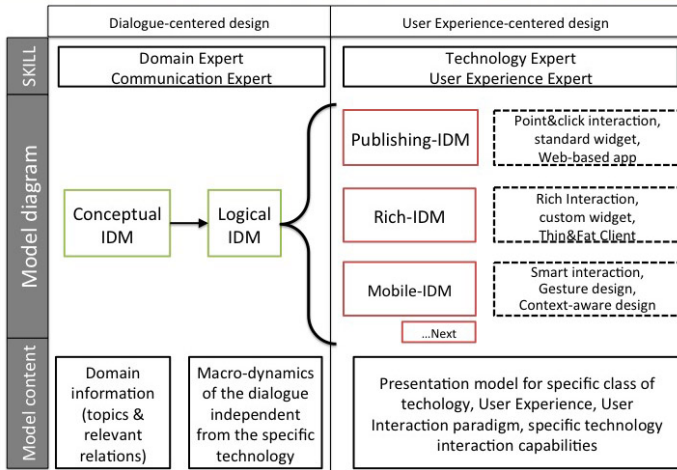 Dialogue-centered design
User Experience-centered design
SKILL
Domain Expert
Communication Expert
Technology Expert
User Experience Expert
Model diagram
Conceptual
IDM
Logical
IDM
Publishing-IDM
Point&click interaction,
standard widget,
Web-based app
Rich-IDM
Rich Interaction,
custom widget,
Thin&Fat Client
Mobile-IDM
Smart interaction,
Gesture design,
Context-aware design
...Next
Model content
Domain
information
(topics &
relevant
relations)
Macro-dynamics
of the dialogue
independent
from the specific
technology
Presentation model for specific class of
techology, User Experience, User
Interaction paradigm, specific technology
interaction capabilities